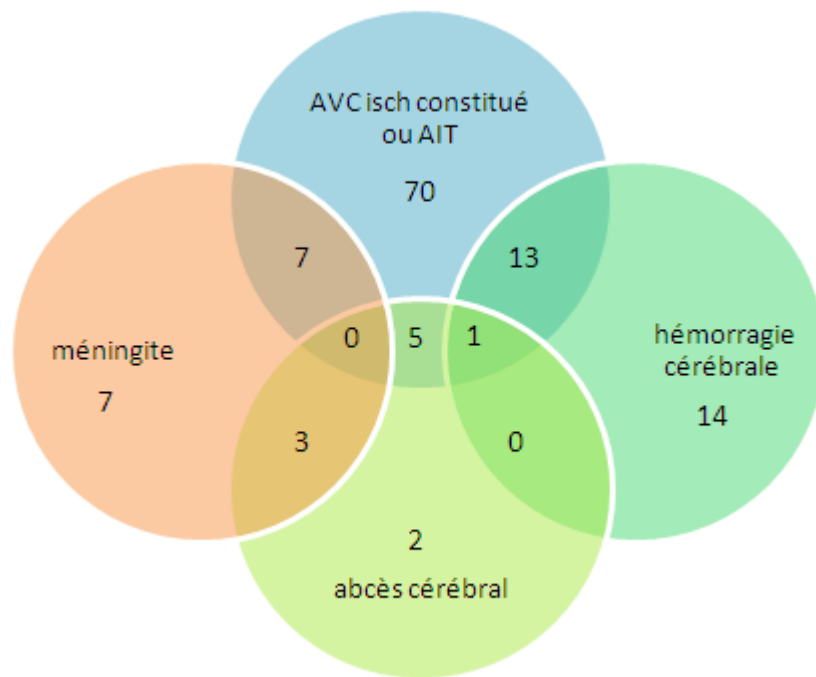 AVC isch constitué
ou AIT
70
7
13
méningite
7
0
5
1
hémorragie
cérébrale
14
3
0
2
abcès cérébral